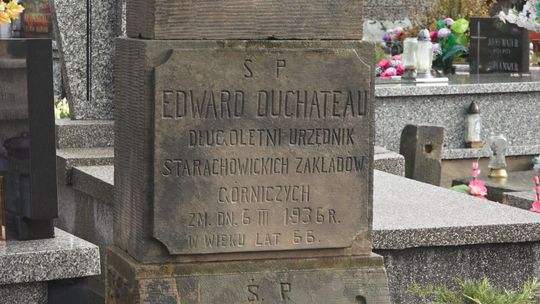 S P
EDWARD DUCHATEAU
DŁUGOLETNI URZĘDNIK
STARACHOWICKICH ZAKŁADÓW
GÓRNICZYCH
ZM. DN. 6 III 1936 R.
W WIEKU LAT 66.
S. P.